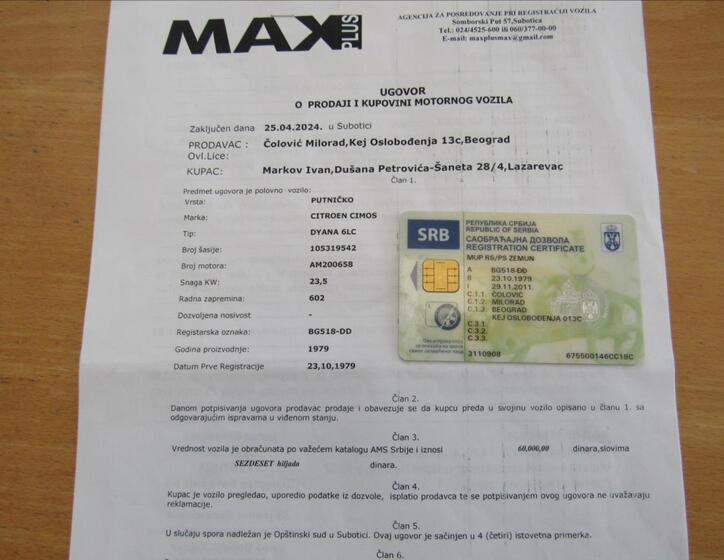 MAX PLUS
AGENCIJA ZA POSREDOVANJE PRI REGISTRACIJI VOZILA
Somborski Put 57,Subotica
Tel.: 024/4525-600 ili 060/377-00-00
E-mail: maxplusmav@gmail.com
UGOVOR
O PRODAJI I KUPOVINI MOTORNOG VOZILA
Zaključen dana 25.04.2024. u Subotici
PRODAVAC : Čolović Milorad,Kej Oslobođenja 13c,Beograd
Ovl.Lice:
KUPAC: Markov Ivan,Dušana Petrovića-Šaneta 28/4,Lazarevac
Član 1.
Predmet ugovora je polovno vozilo:
Vrsta: PUTNIČKO
Marka: CITROEN CIMOS
Tip: DYANA 6LC
Broj šasije: 105319542
Broj motora: AM200658
Snaga KW: 23,5
Radna zapremina: 602
Dozvoljena nosivost -
Registarska oznaka: BG518-DD
Godina proizvodnje: 1979
Datum Prve Registracije 23,10,1979
SRB
РЕПУБЛИКА СРБИЈА
REPUBLIC OF SERBIA
САОБРАЋАЈНА ДОЗВОЛА
REGISTRATION CERTIFICATE
MUP RS/PS ZEMUN
A BG518-ĐD
B 23.10.1979.
I 29.11.2011.
C.1.1. ČOLOVIĆ
C.1.2. MILORAD
C.1.3. BEOGRAD
KEJ OSLOBOĐENJA 013C
C.3.1.
C.3.2.
C.3.3.
3110908 675500146CC18C
Član 2.
Danom potpisivanja ugovora prodavac prodaje i obavezuje se da kupcu preda u svojinu vozilo opisano u članu 1. sa
odgovarajućim ispravama u viđenom stanju.
Član 3.
Vrednost vozila je obračunata po važećem katalogu AMS Srbije i iznosi 60,000,00 dinara,slovima
SEZDESET hiljada dinara.
Član 4.
Kupac je vozilo pregledao, uporedio podatke iz dozvole, isplatio prodavca te se potpisivanjem ovog ugovora ne uvažavaju
reklamacije.
Član 5.
U slučaju spora nadležan je Opštinski sud u Subotici. Ovaj ugovor je sačinjen u 4 (četiri) istovetna primerka.
Član 6.